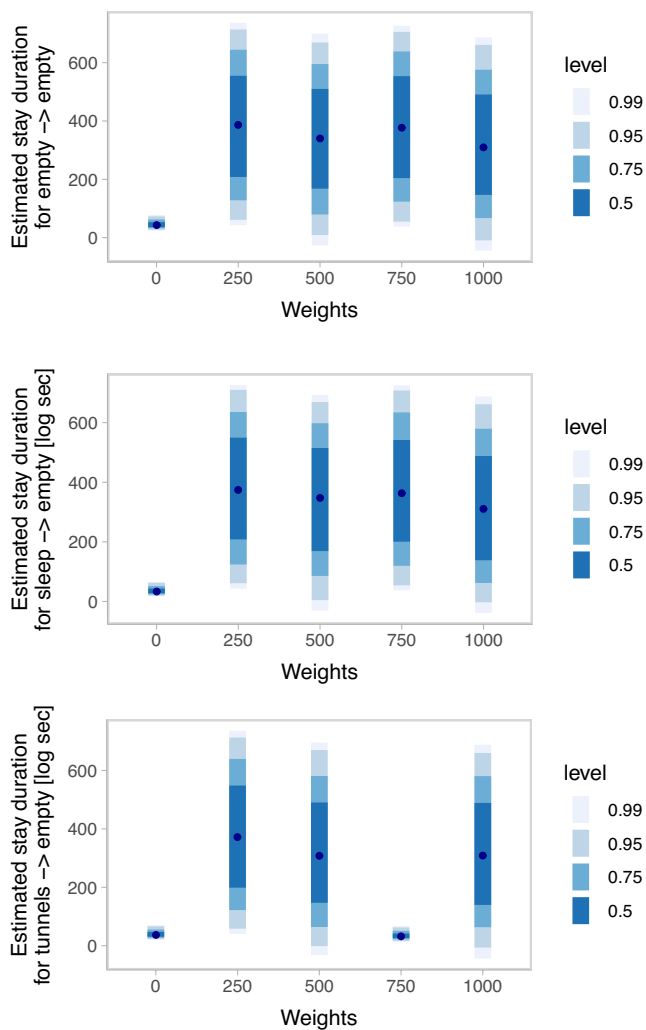 Estimated stay duration
for empty −> empty
600
400
200
0
0 250 500 750 1000
Weights
level
0.99
0.95
0.75
0.5
Estimated stay duration
for sleep −> empty [log sec]
600
400
200
0
0 250 500 750 1000
Weights
level
0.99
0.95
0.75
0.5
Estimated stay duration
for tunnels −> empty [log sec]
600
400
200
0
0 250 500 750 1000
Weights
level
0.99
0.95
0.75
0.5